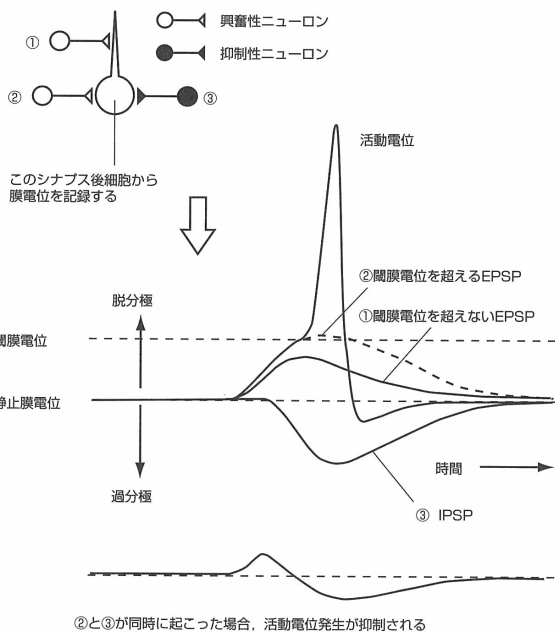 ① 興奮性ニューロン
抑制性ニューロン
② ③
このシナプス後細胞から
膜電位を記録する
活動電位
②閾膜電位を超えるEPSP
①閾膜電位を超えないEPSP
脱分極
閾膜電位
静止膜電位
時間
過分極
③ IPSP
②と③が同時に起こった場合，活動電位発生が抑制される